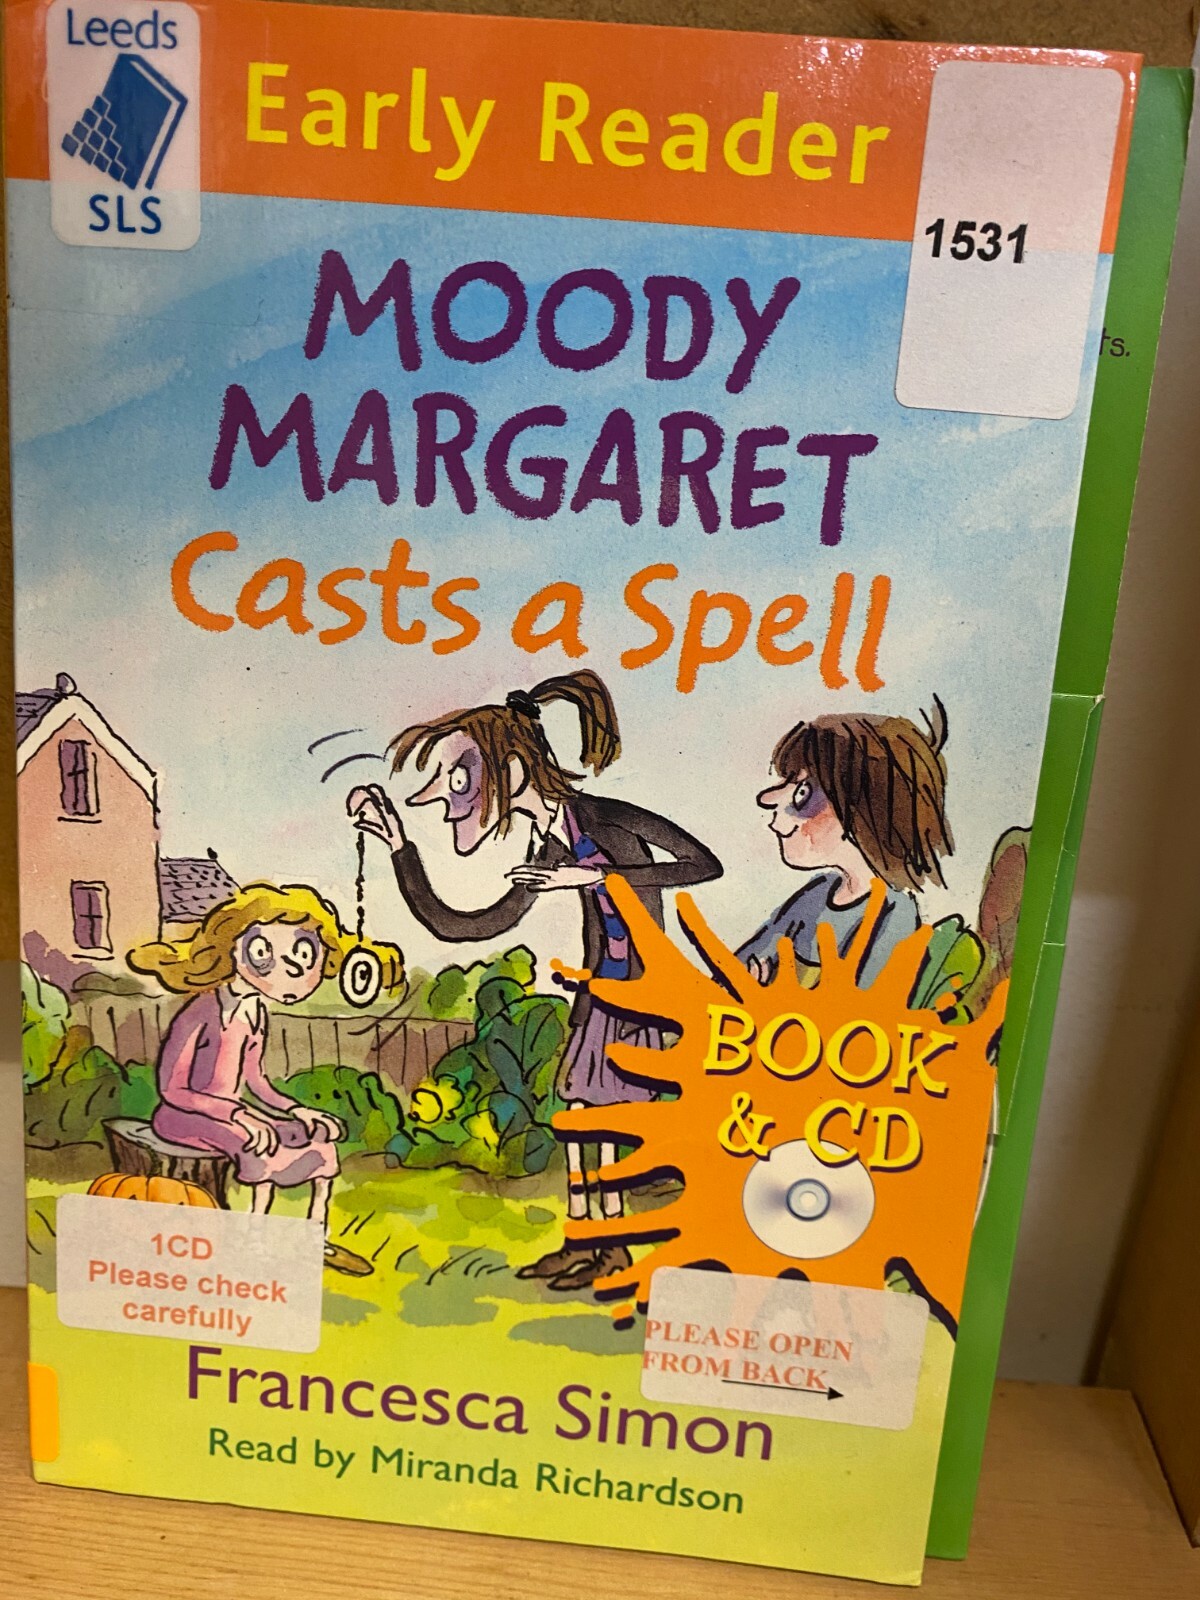 Leeds
SLS
Early Reader
1531
MOODY
MARGARET
Casts a Spell
BOOK
& CD
1CD
Please check
carefully
PLEASE OPEN
FROM BACK
Francesca Simon
Read by Miranda Richardson